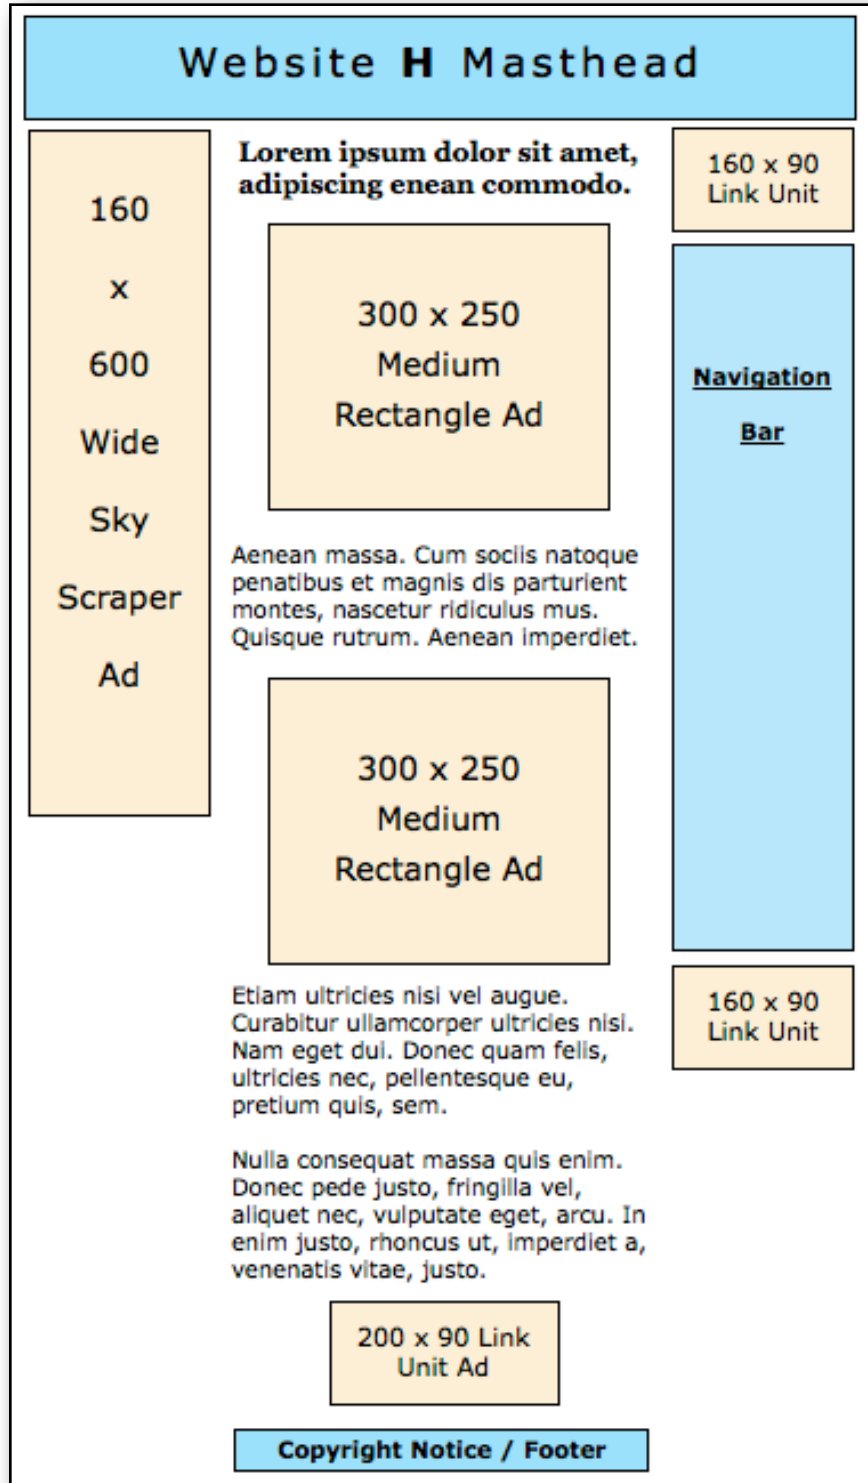 Website H Masthead
160
x
600
Wide
Sky
Scraper
Ad
Lorem ipsum dolor sit amet,
adipiscing enean commodo.
300 x 250
Medium
Rectangle Ad
Aenean massa. Cum sociis natoque
penatibus et magnis dis parturient
montes, nascetur ridiculus mus.
Quisque rutrum. Aenean imperdiet.
300 x 250
Medium
Rectangle Ad
Etiam ultricies nisi vel augue.
Curabitur ullamcorper ultricies nisi.
Nam eget dui. Donec quam felis,
ultricies nec, pellentesque eu,
pretium quis, sem.
Nulla consequat massa quis enim.
Donec pede justo, fringilla vel,
aliquet nec, vulputate eget, arcu. In
enim justo, rhoncus ut, imperdiet a,
venenatis vitae, justo.
200 x 90 Link
Unit Ad
160 x 90
Link Unit
Navigation
Bar
160 x 90
Link Unit
Copyright Notice / Footer